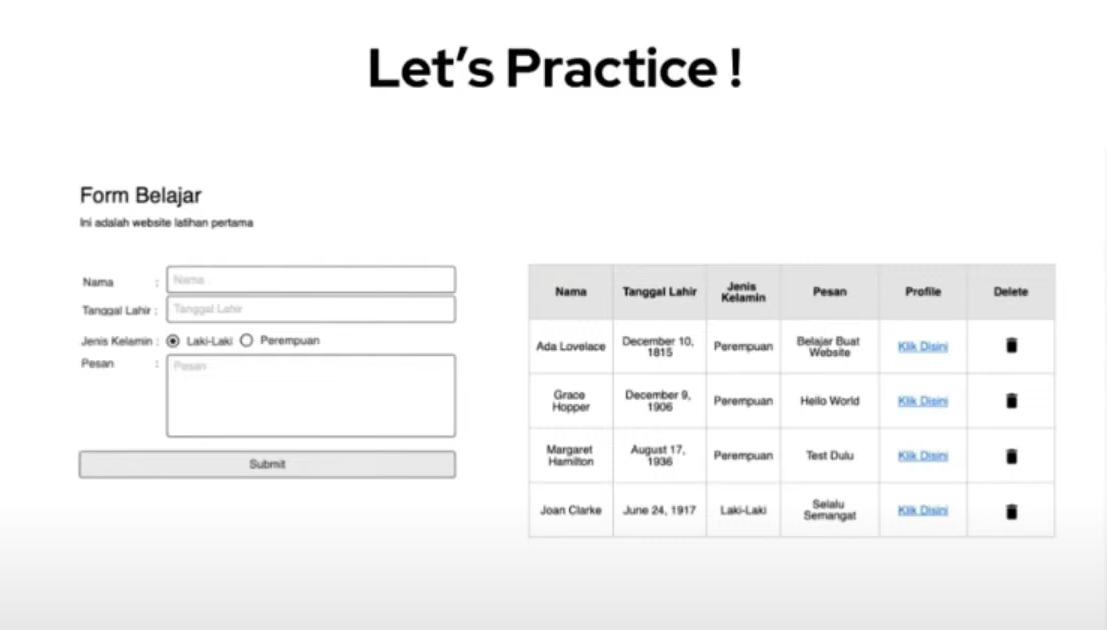 Let's Practice !
Form Belajar
Ini adalah website latihan pertama
Nama : Nama
Tanggal Lahir : Tanggal Lahir
Jenis Kelamin : Laki-Laki Perempuan
Pesan : Pesan
Submit
Nama Tanggal Lahir Jenis Kelamin Pesan Profile Delete
Ada Lovelace December 10, 1815 Perempuan Belajar Buat Website Klik Disini
Grace Hopper December 9, 1906 Perempuan Hello World Klik Disini
Margaret Hamilton August 17, 1936 Perempuan Test Dulu Klik Disini
Joan Clarke June 24, 1917 Laki-Laki Selalu Semangat Klik Disini